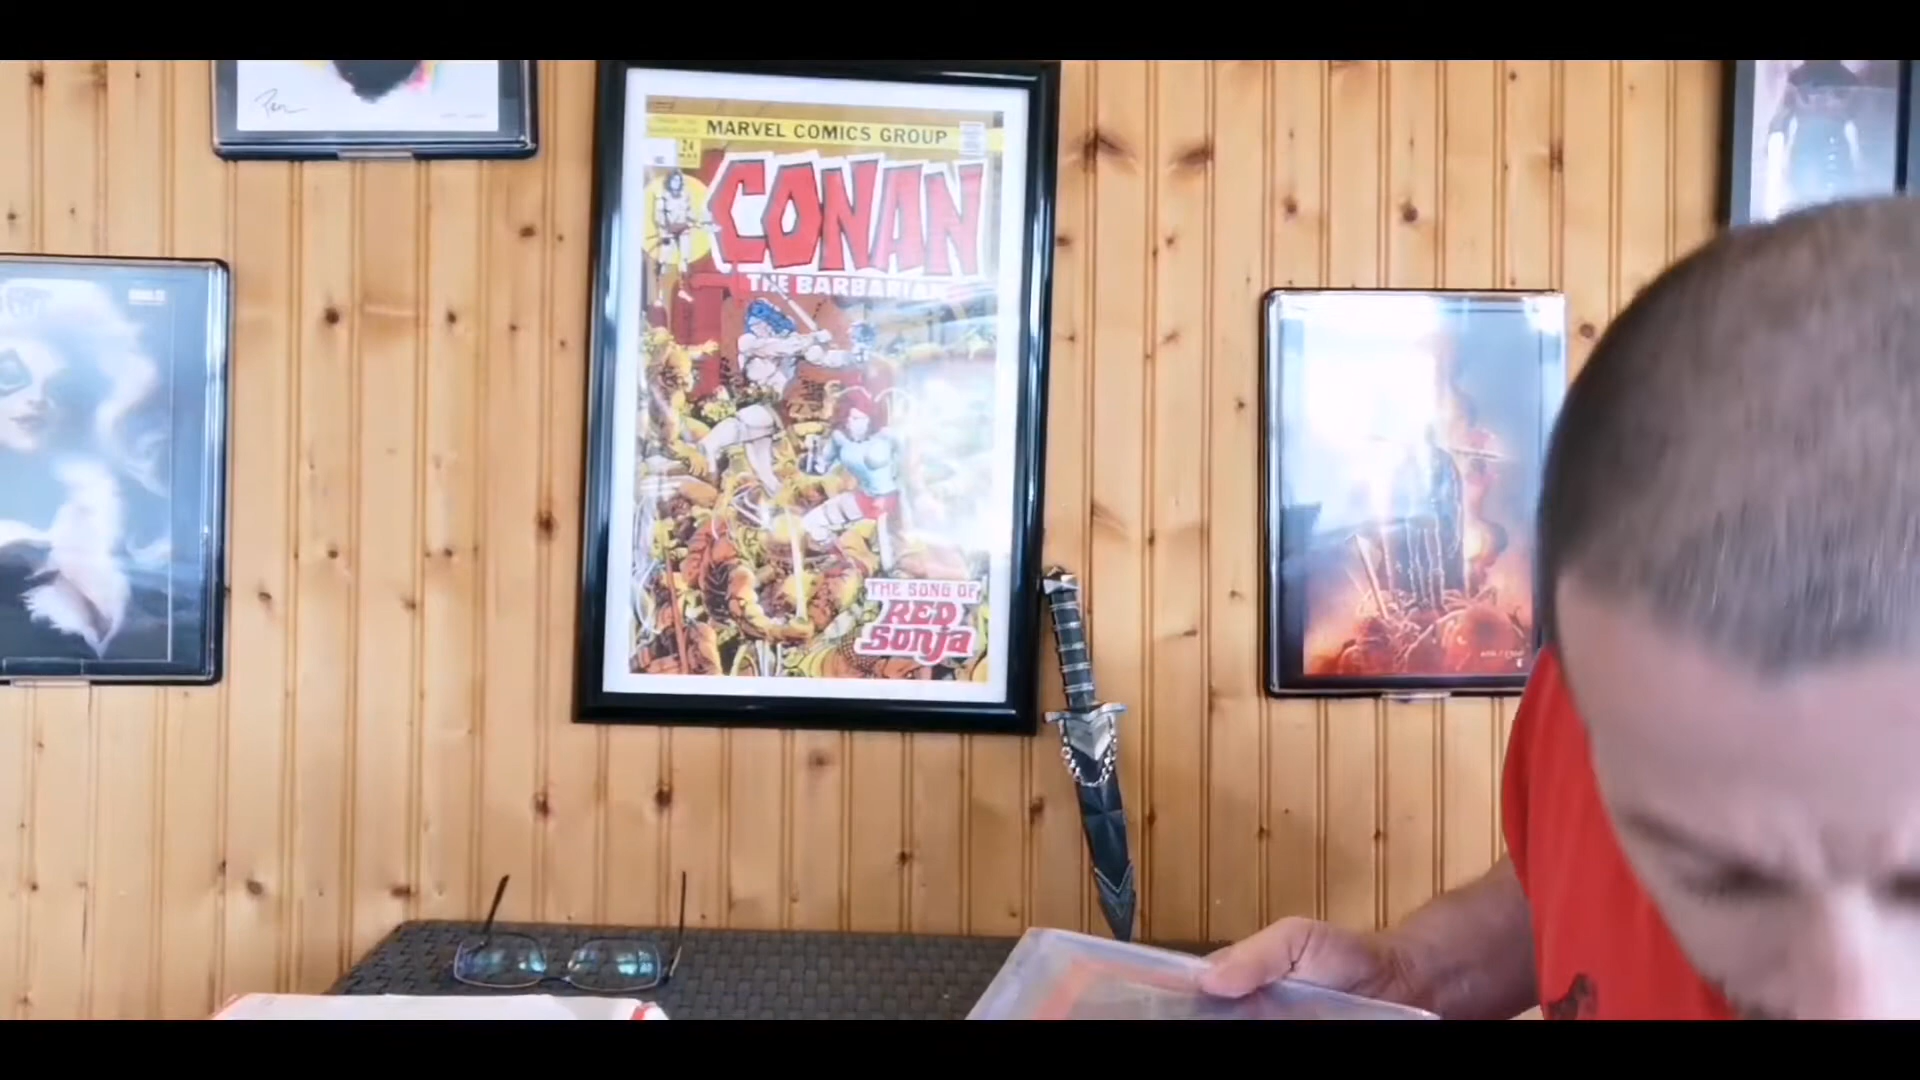 MARVEL COMICS GROUP
24
CONAN
THE BARBARIAN
THE SONG OF
RED
SONJA